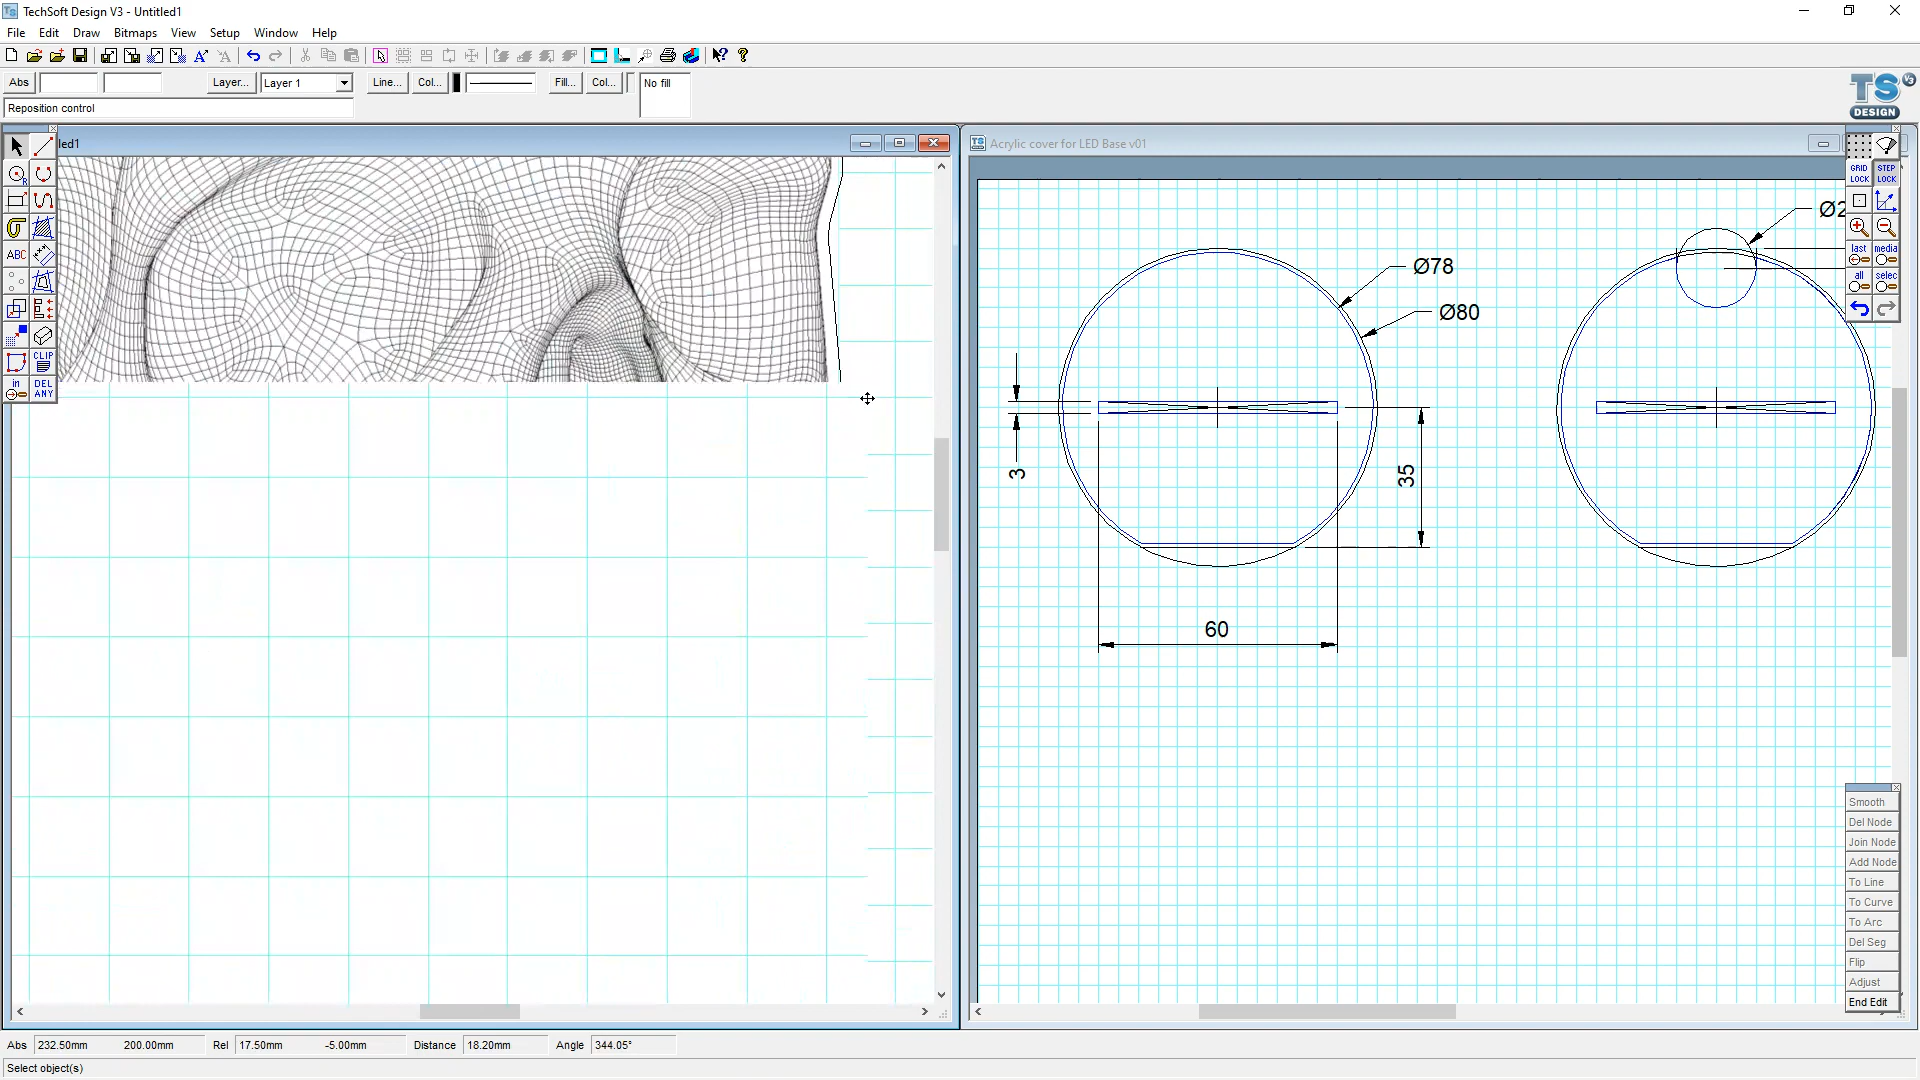 TechSoft Design V3 - Untitled1
File Edit Draw Bitmaps View Setup Window Help
Abs Layer... Layer 1 Line... Col... Fill... Col... No fill
Reposition control
TS V3
DESIGN
led1
Acrylic cover for LED Base v01
ABC
CLIP
in DEL ANY
GRID LOCK STEP LOCK
last media
all selec
Ø78
Ø80
Ø2
3
35
60
Smooth
Del Node
Join Node
Add Node
To Line
To Curve
To Arc
Del Seg
Flip
Adjust
End Edit
Abs 232.50mm 200.00mm Rel 17.50mm -5.00mm Distance 18.20mm Angle 344.05°
Select object(s)